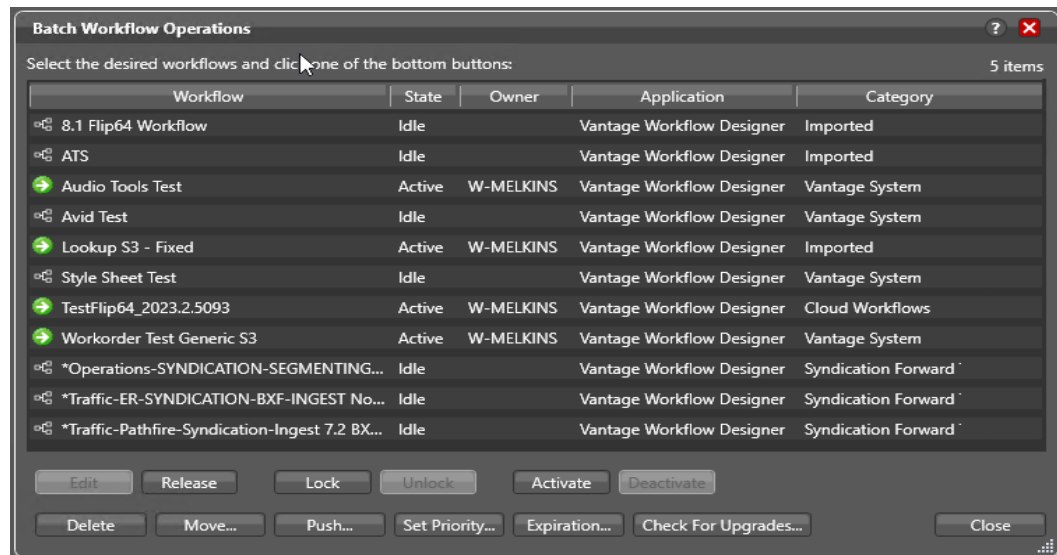 Batch Workflow Operations ?
Select the desired workflows and click one of the bottom buttons: 5 items
Workflow State Owner Application Category
8.1 Flip64 Workflow Idle Vantage Workflow Designer Imported
ATS Idle Vantage Workflow Designer Imported
Audio Tools Test Active W-MELKINS Vantage Workflow Designer Vantage System
Avid Test Idle Vantage Workflow Designer Vantage System
Lookup S3 - Fixed Active W-MELKINS Vantage Workflow Designer Imported
Style Sheet Test Idle Vantage Workflow Designer Vantage System
TestFlip64_2023.2.5093 Active W-MELKINS Vantage Workflow Designer Cloud Workflows
Workorder Test Generic S3 Active W-MELKINS Vantage Workflow Designer Vantage System
*Operations-SYNDICATION-SEGMENTING... Idle Vantage Workflow Designer Syndication Forward
*Traffic-ER-SYNDICATION-BXF-INGEST No... Idle Vantage Workflow Designer Syndication Forward
*Traffic-Pathfire-Syndication-Ingest 7.2 BX... Idle Vantage Workflow Designer Syndication Forward
Edit Release Lock Unlock Activate Deactivate
Delete Move... Push... Set Priority... Expiration... Check For Upgrades... Close